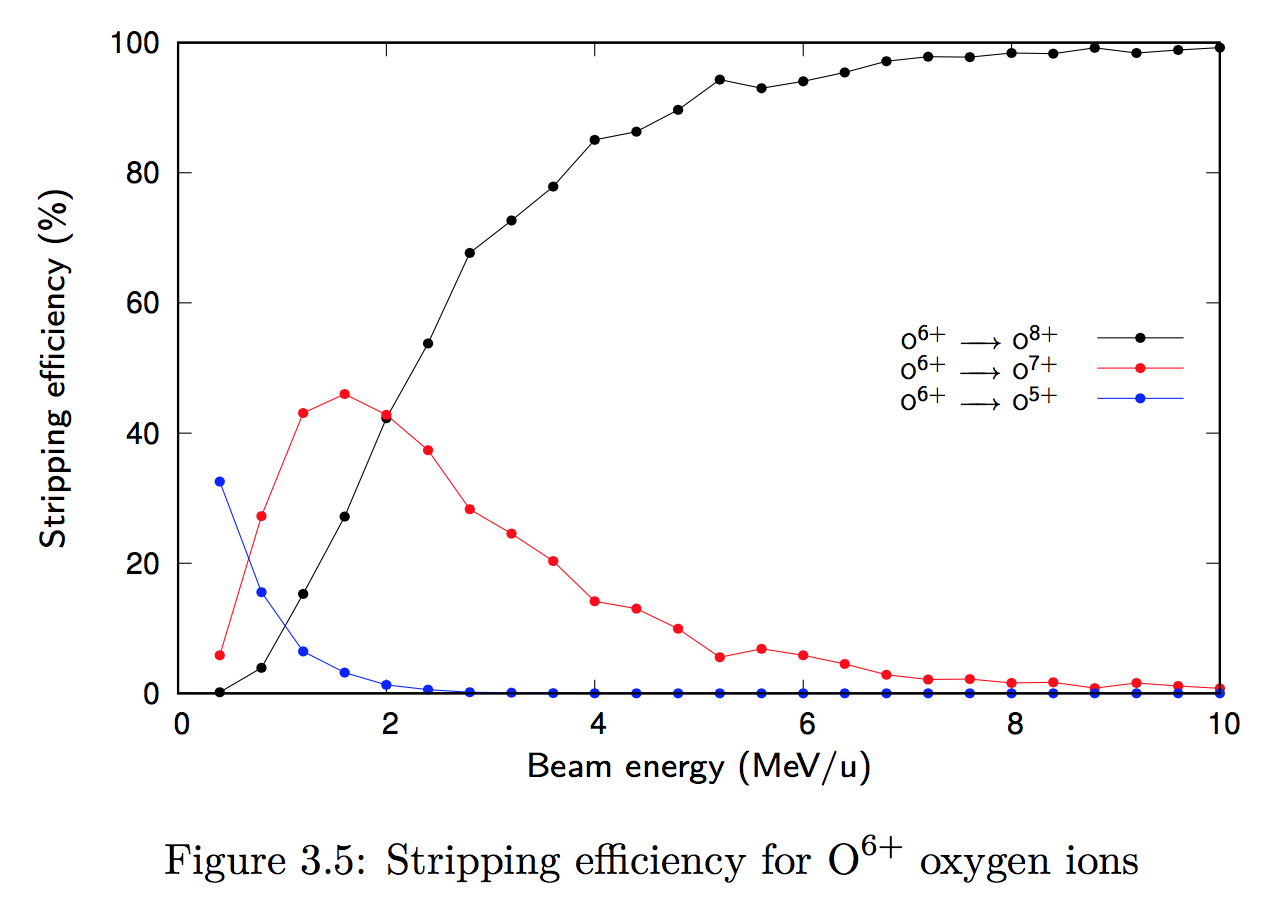 100
80
60
40
20
0
Stripping efficiency (%)
O⁶⁺ ⟶ O⁸⁺
O⁶⁺ ⟶ O⁷⁺
O⁶⁺ ⟶ O⁵⁺
0 2 4 6 8 10
Beam energy (MeV/u)
Figure 3.5: Stripping efficiency for O⁶⁺ oxygen ions